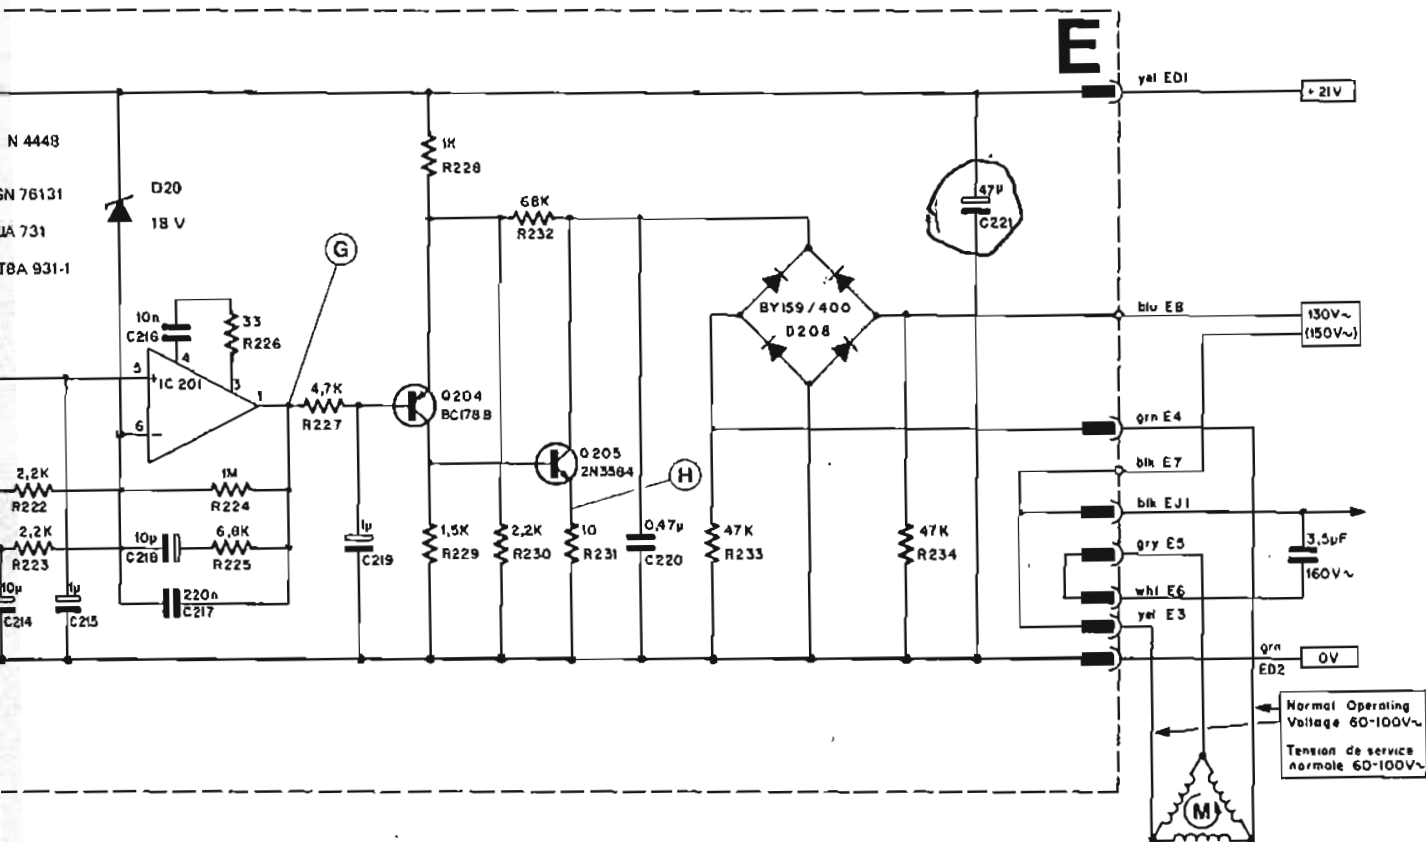 E
yel ED1
+21V
N 4448
1K
R228
SN 76131
D20
18 V
68K
R232
47µ
C221
µA 731
TBA 931-1
G
10n
C216
33
R226
BY159/400
D208
blu EB
130V~
(150V~)
4
5
+
IC 201
3
1
6
−
4,7K
R227
Q204
BC178B
grn E4
Q205
2N3564
H
blk E7
2,2K
R222
1M
R224
blk EJ1
2,2K
R223
10µ
C218
6,8K
R225
1µ
C219
1,5K
R229
2,2K
R230
10
R231
0,47µ
C220
47K
R233
47K
R234
gry E5
3,5µF
160V~
10µ
C214
1µ
C215
220n
C217
wht E6
yel E3
grn
ED2
0V
Normal Operating
Voltage 60-100V~
Tension de service
normale 60-100V~
M